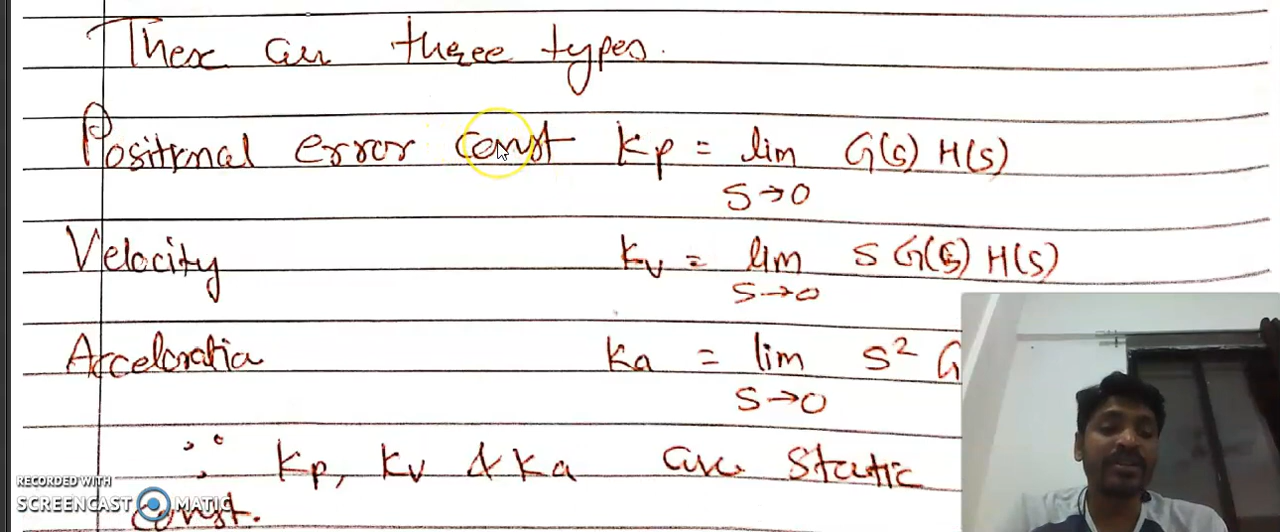 There are three types.
Positional error const Kp = lim G(s) H(s)
s→0
Velocity Kv = lim s G(s) H(s)
s→0
Acceleratia Ka = lim s² G
s→0
∵ Kp, Kv & Ka are static
const.
RECORDED WITH
SCREENCAST MATIC